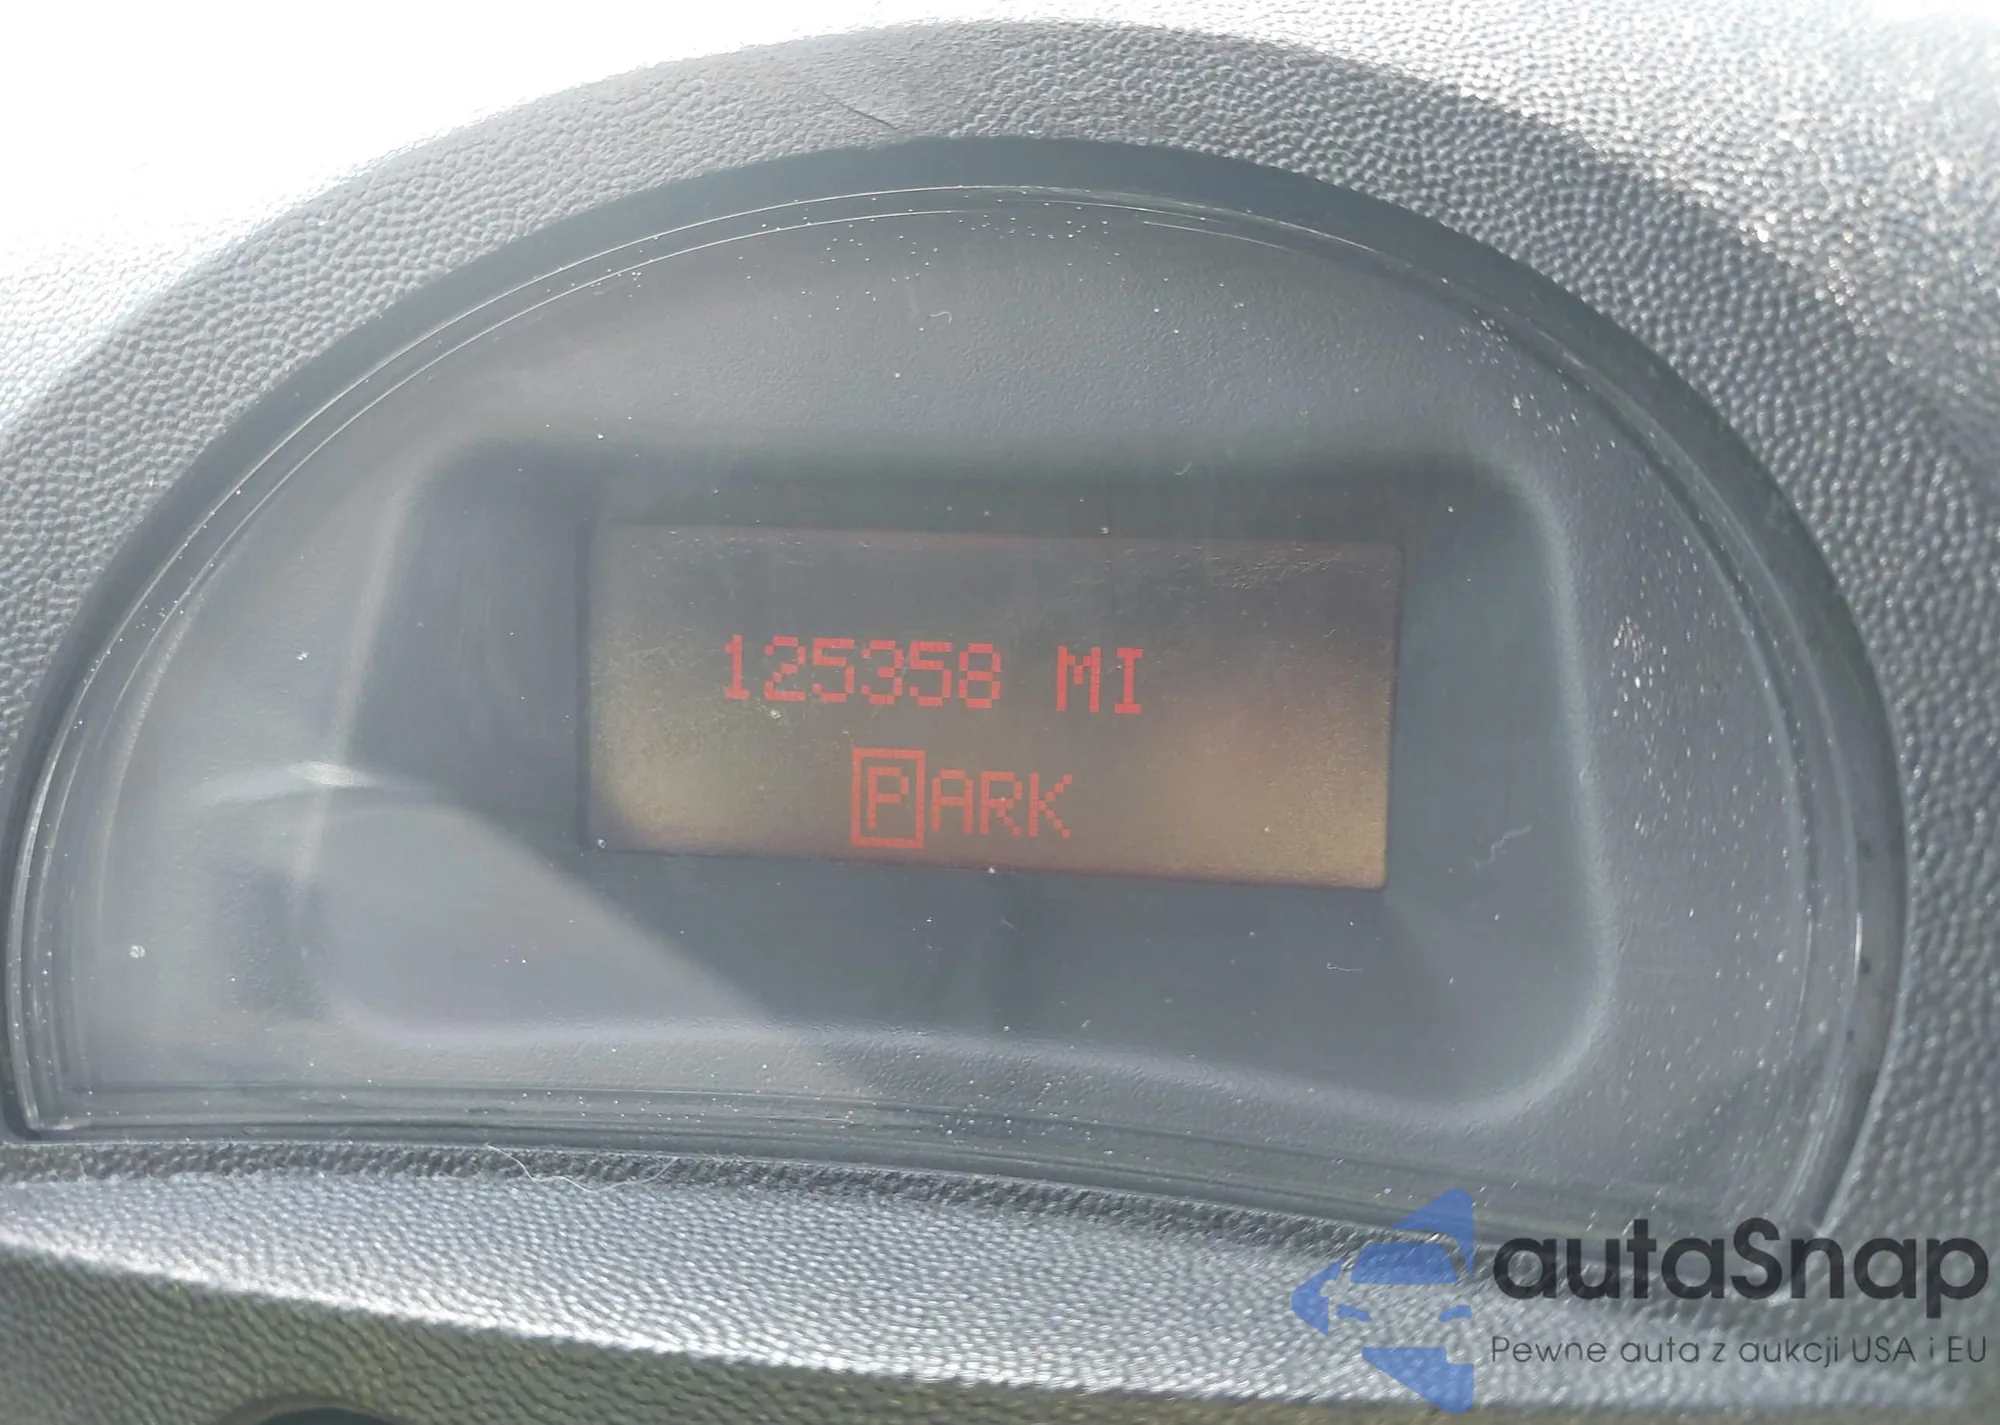 125358 MI
PARK
autaSnap
Pewne auta z aukcji USA i EU